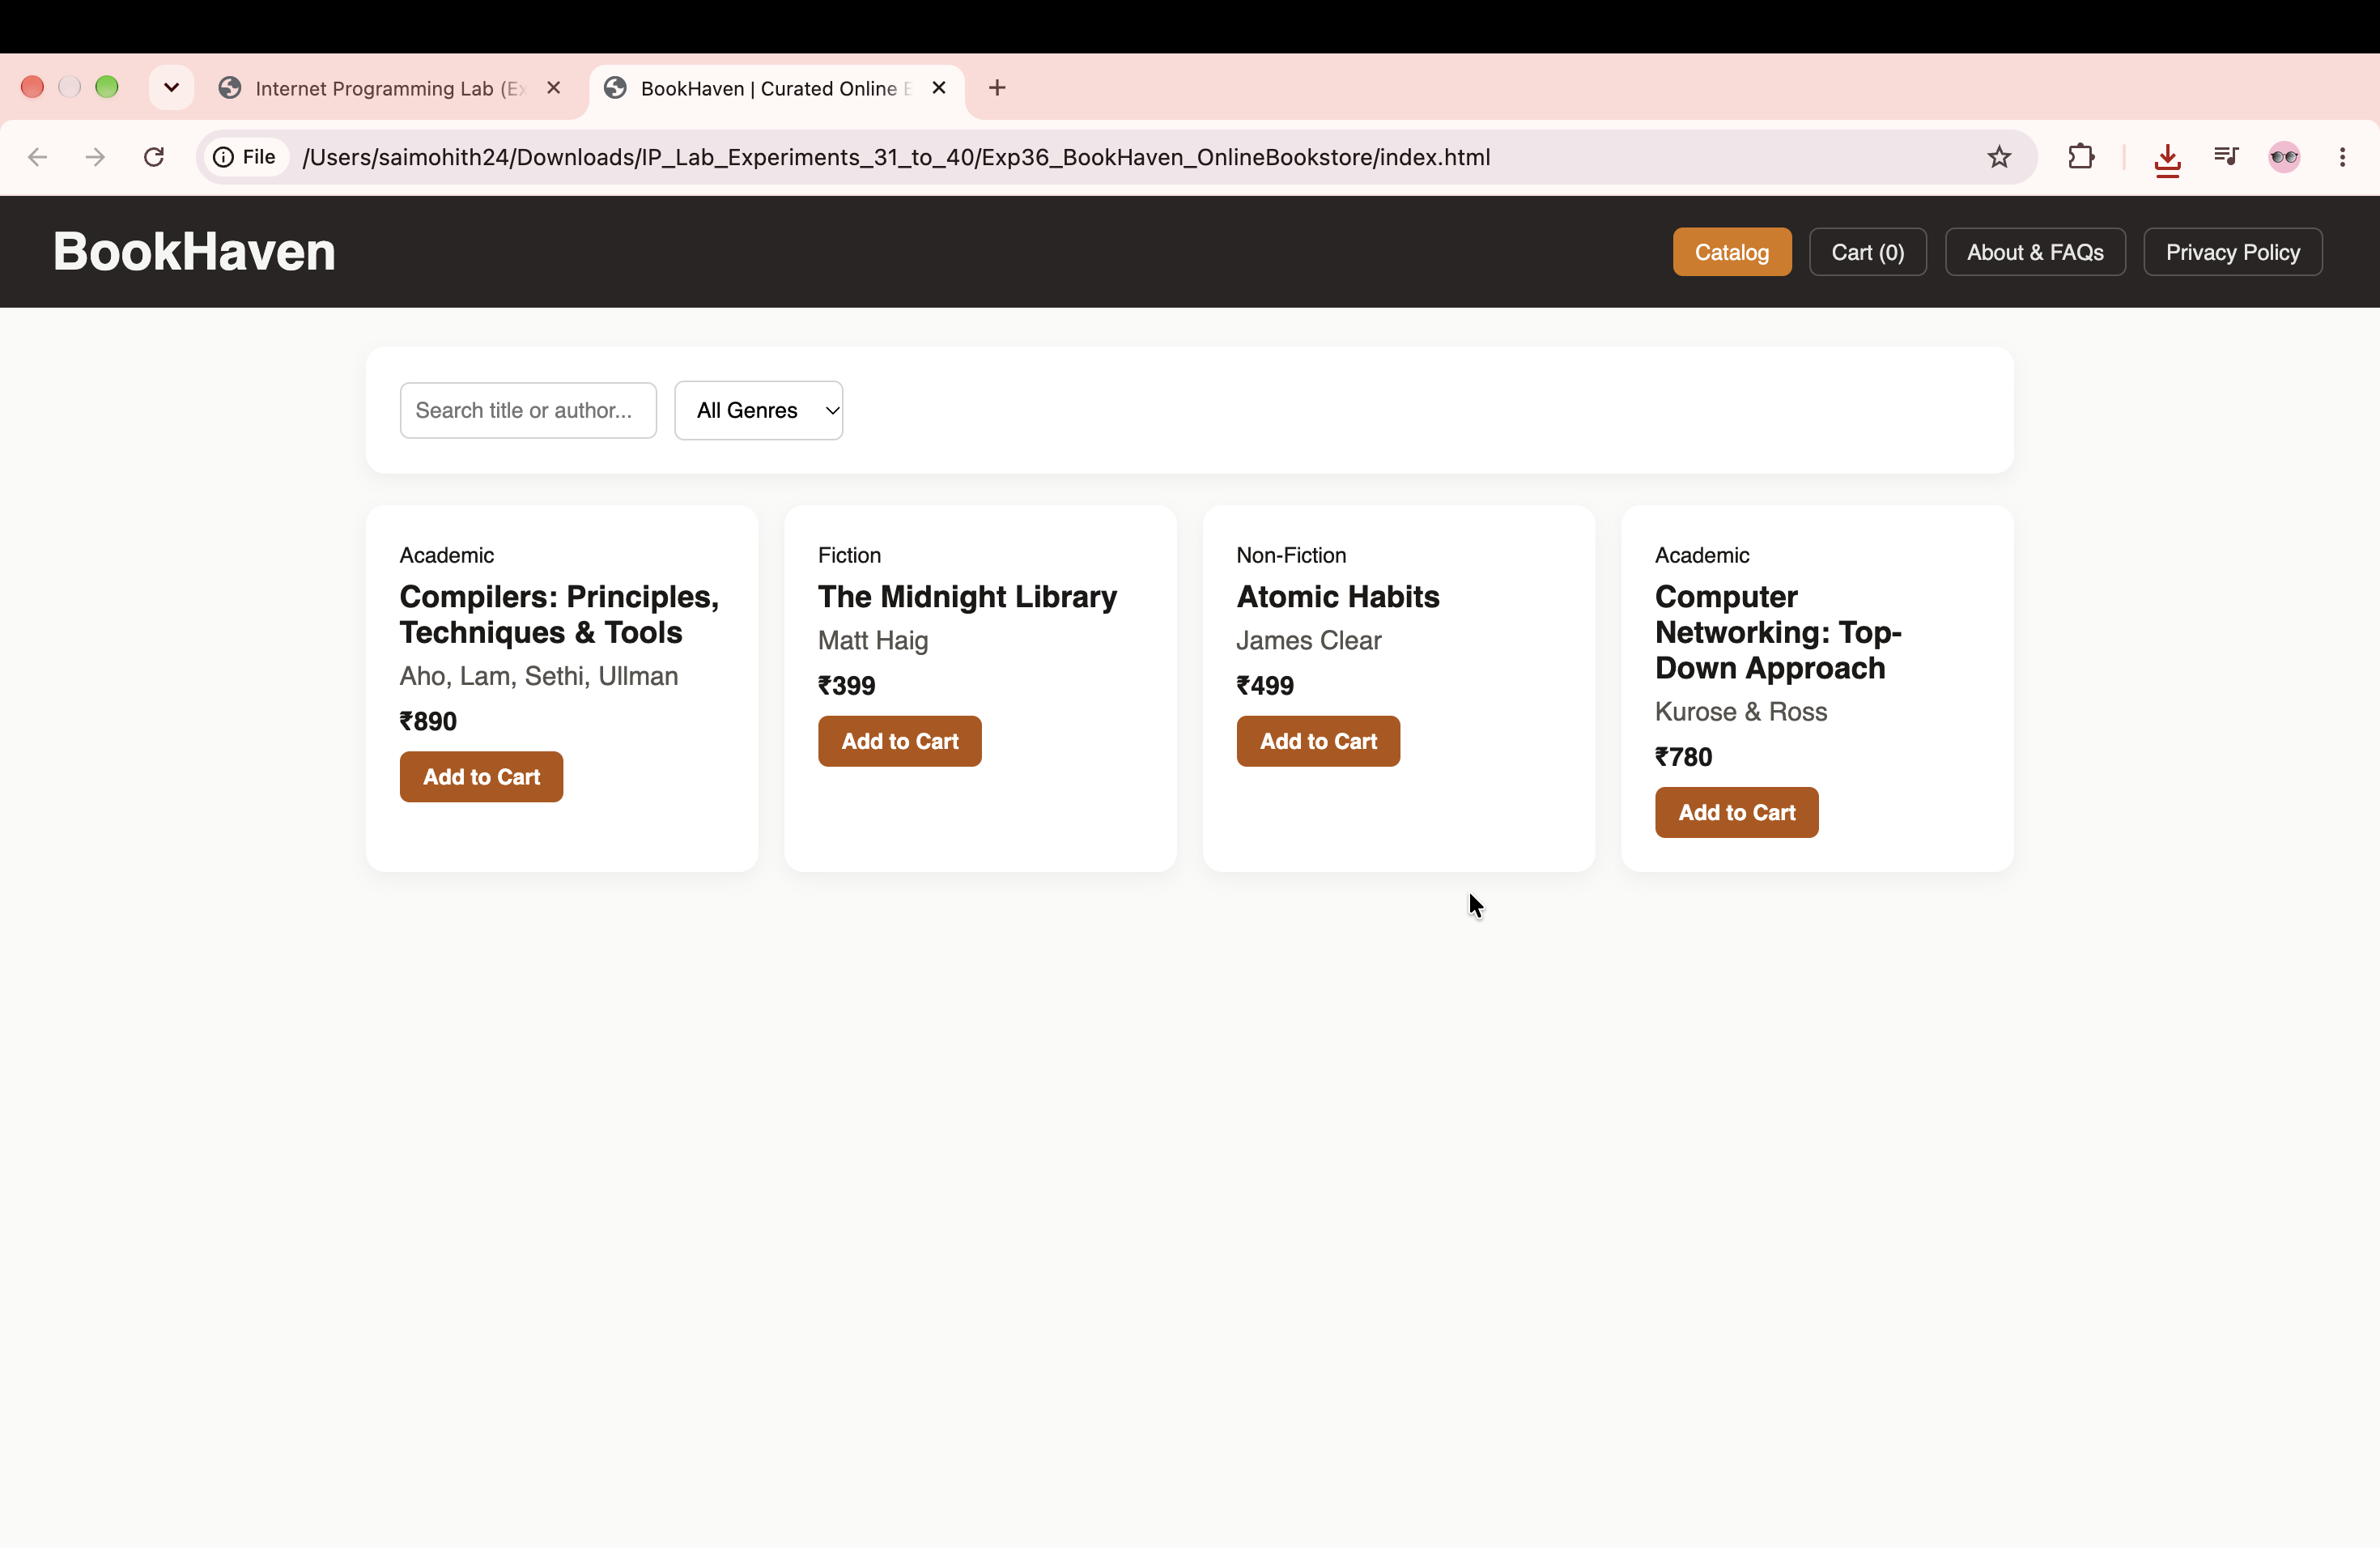 Internet Programming Lab (Ex
BookHaven | Curated Online
File
/Users/saimohith24/Downloads/IP_Lab_Experiments_31_to_40/Exp36_BookHaven_OnlineBookstore/index.html
BookHaven
Catalog
Cart (0)
About & FAQs
Privacy Policy
Search title or author...
All Genres
Academic
Compilers: Principles,
Techniques & Tools
Aho, Lam, Sethi, Ullman
₹890
Add to Cart
Fiction
The Midnight Library
Matt Haig
₹399
Add to Cart
Non-Fiction
Atomic Habits
James Clear
₹499
Add to Cart
Academic
Computer
Networking: Top-
Down Approach
Kurose & Ross
₹780
Add to Cart